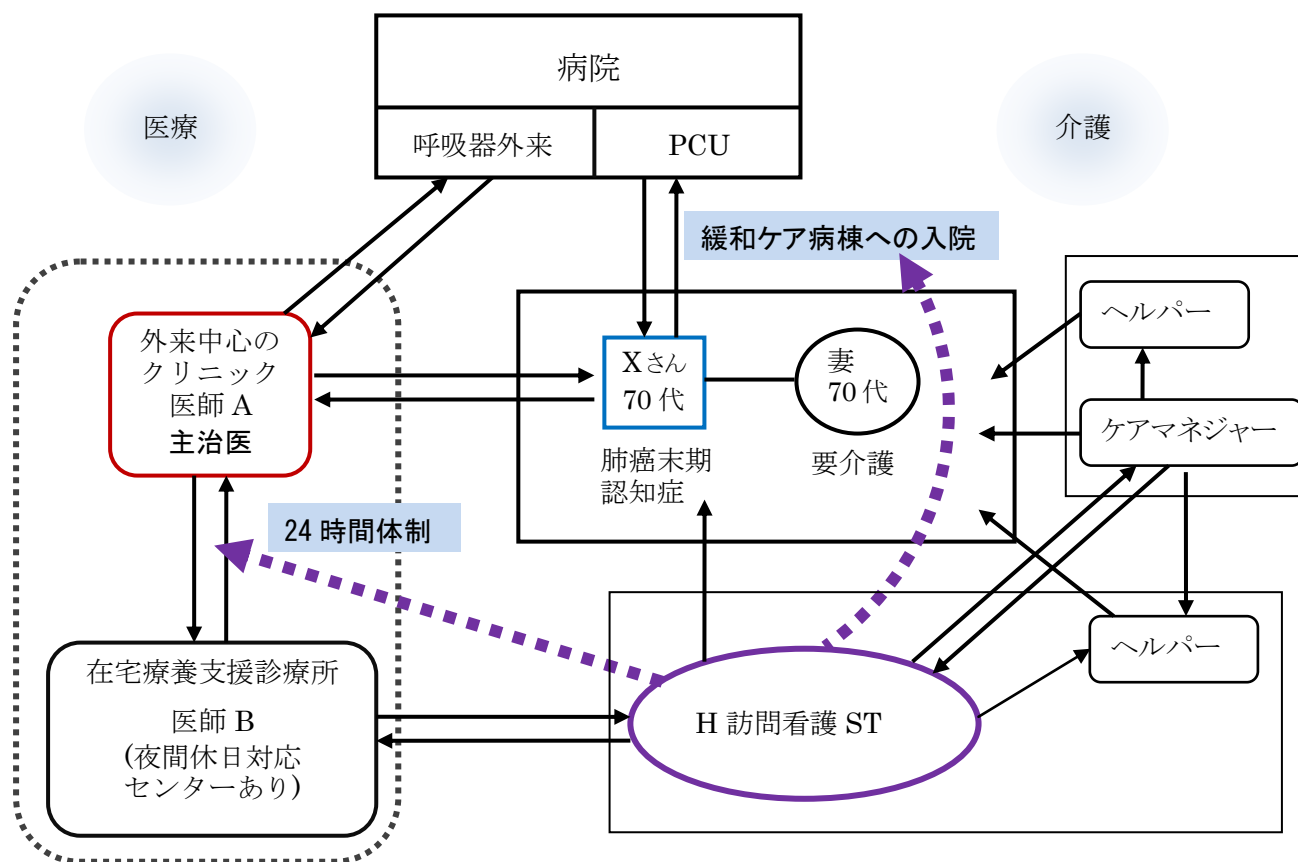 病院
医療
介護
呼吸器外来
PCU
緩和ケア病棟への入院
ヘルパー
外来中心の
クリニック
医師 A
主治医
X さん
70 代
妻
70 代
ケアマネジャー
肺癌末期
認知症
要介護
24 時間体制
ヘルパー
在宅療養支援診療所
医師 B
(夜間休日対応
センターあり)
H 訪問看護 ST